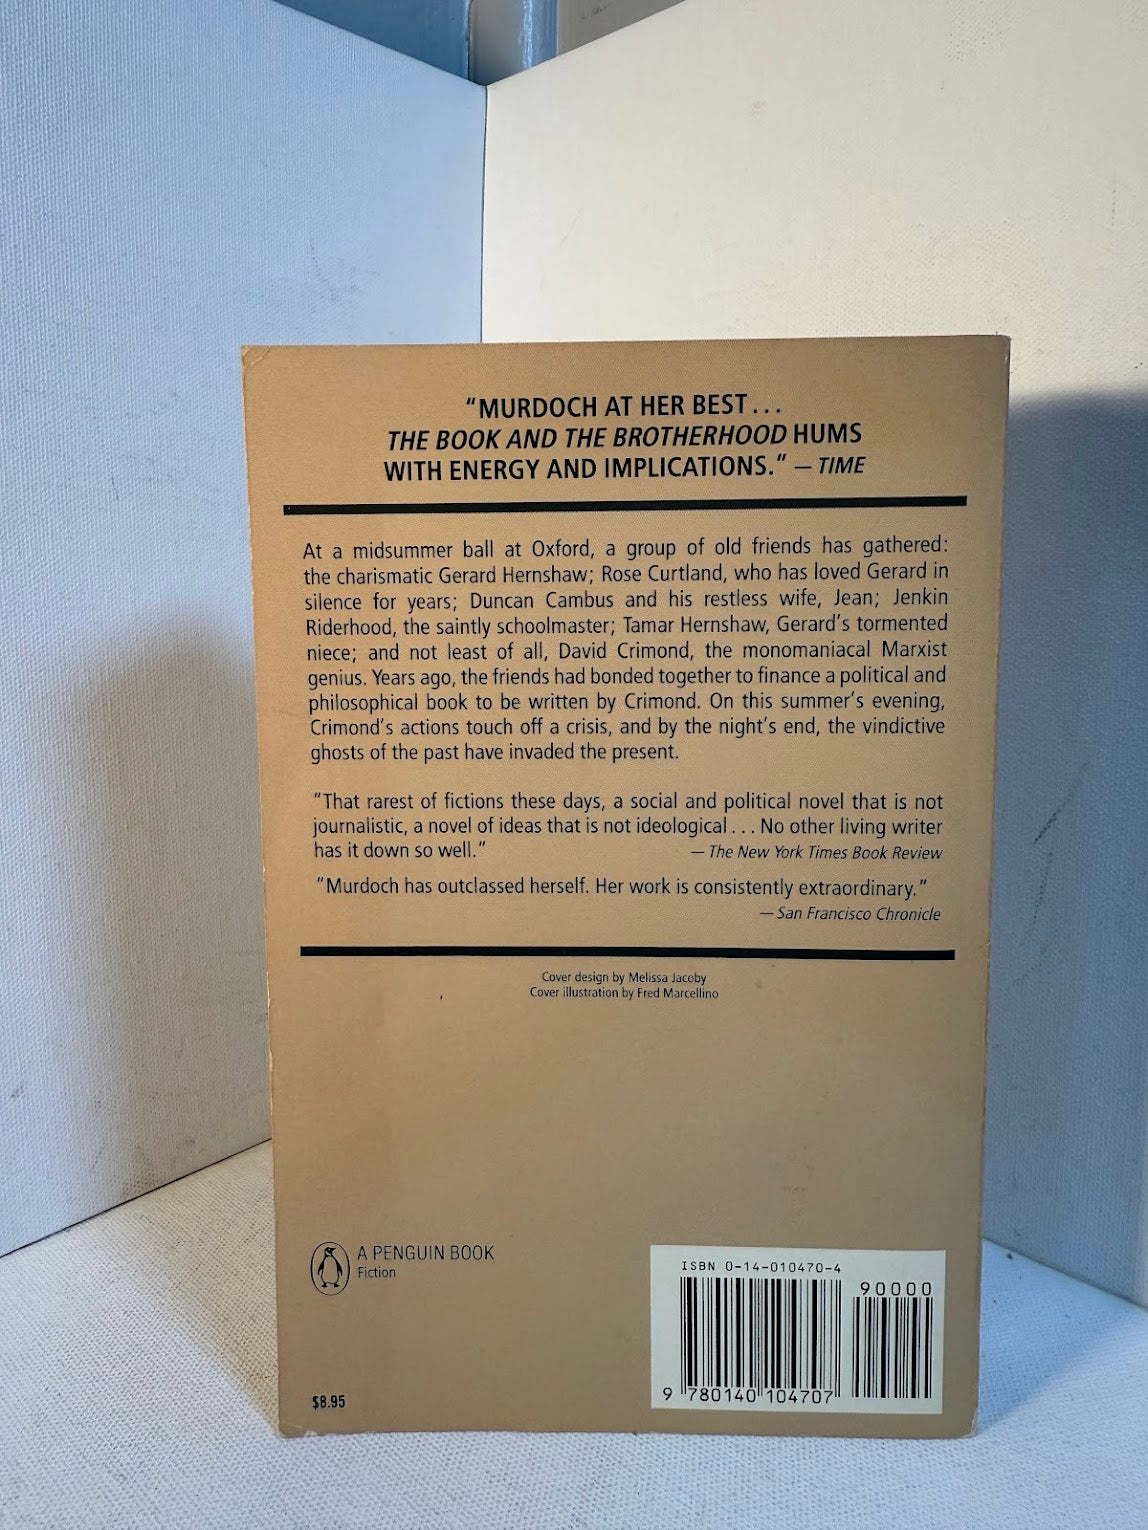 “MURDOCH AT HER BEST...
THE BOOK AND THE BROTHERHOOD HUMS
WITH ENERGY AND IMPLICATIONS.” — TIME
At a midsummer ball at Oxford, a group of old friends has gathered:
the charismatic Gerard Hernshaw; Rose Curtland, who has loved Gerard in
silence for years; Duncan Cambus and his restless wife, Jean; Jenkin
Riderhood, the saintly schoolmaster; Tamar Hernshaw, Gerard’s tormented
niece; and not least of all, David Crimond, the monomaniacal Marxist
genius. Years ago, the friends had bonded together to finance a political and
philosophical book to be written by Crimond. On this summer’s evening,
Crimond’s actions touch off a crisis, and by the night’s end, the vindictive
ghosts of the past have invaded the present.
“That rarest of fictions these days, a social and political novel that is not
journalistic, a novel of ideas that is not ideological... No other living writer
has it down so well.” — The New York Times Book Review
“Murdoch has outclassed herself. Her work is consistently extraordinary.”
— San Francisco Chronicle
Cover design by Melissa Jacoby
Cover illustration by Fred Marcellino
A PENGUIN BOOK
Fiction
ISBN 0-14-010470-4
90000
9 780140 104707
$8.95